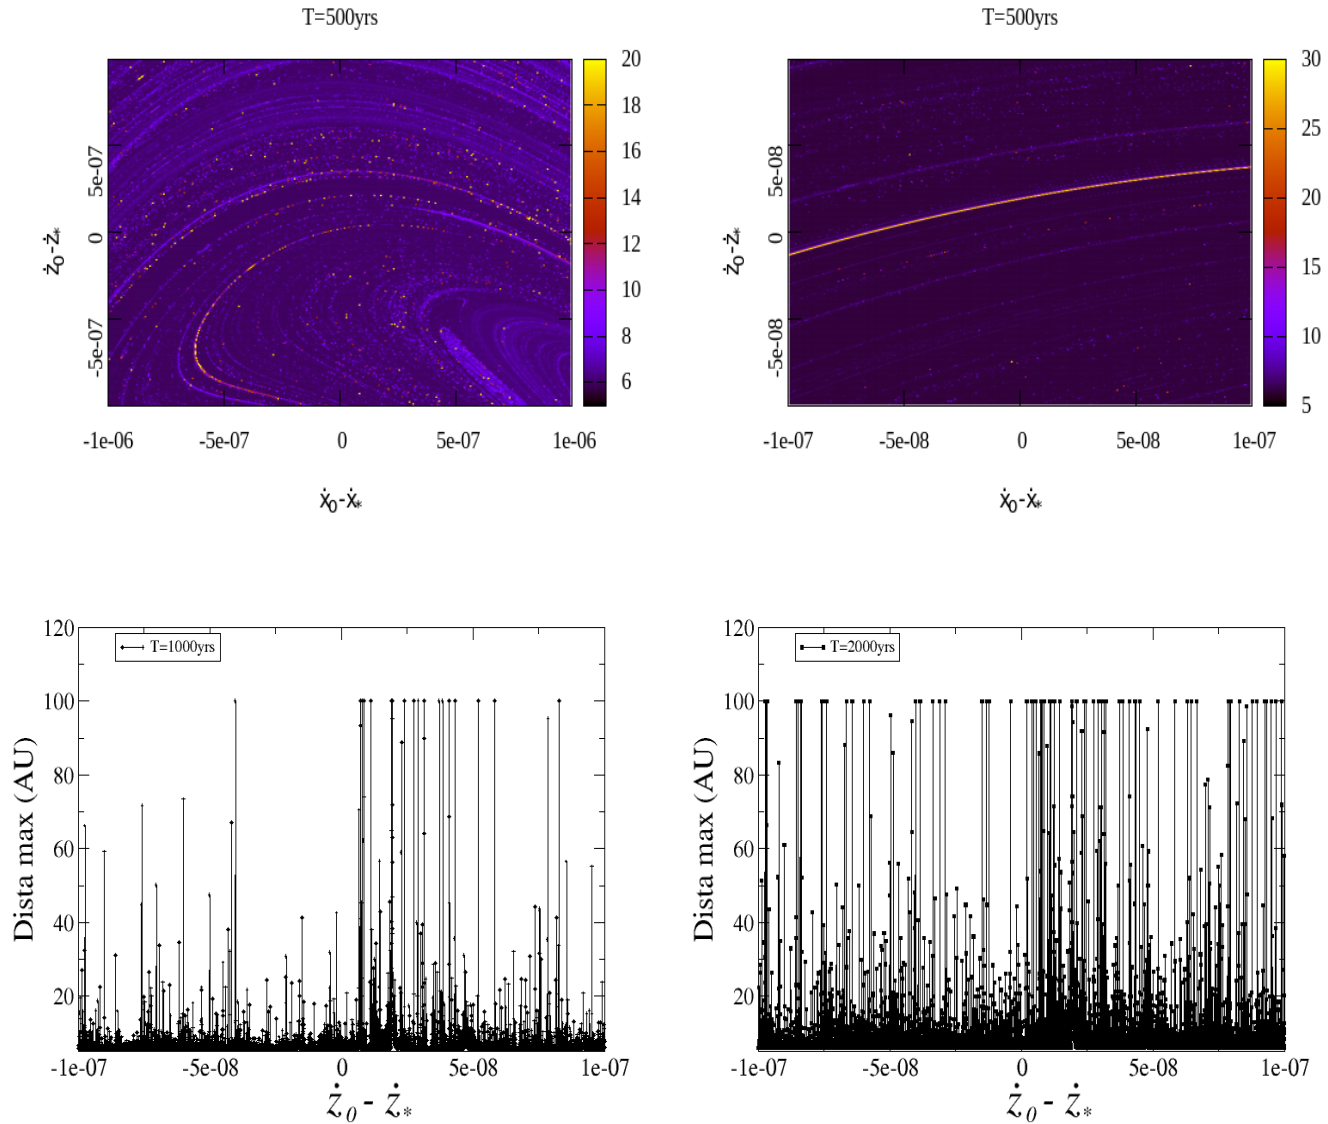 T=500yrs
20
18
16
14
12
10
8
6
5e-07
0
-5e-07
ż₀-ż*
-1e-06
-5e-07
0
5e-07
1e-06
ẋ₀-ẋ*
T=500yrs
30
25
20
15
10
5
5e-08
0
-5e-08
ż₀-ż*
-1e-07
-5e-08
0
5e-08
1e-07
ẋ₀-ẋ*
120
100
80
60
40
20
Dista max (AU)
T=1000yrs
-1e-07
-5e-08
0
5e-08
1e-07
ż₀ - ż*
120
100
80
60
40
20
Dista max (AU)
T=2000yrs
-1e-07
-5e-08
0
5e-08
1e-07
ż₀ - ż*